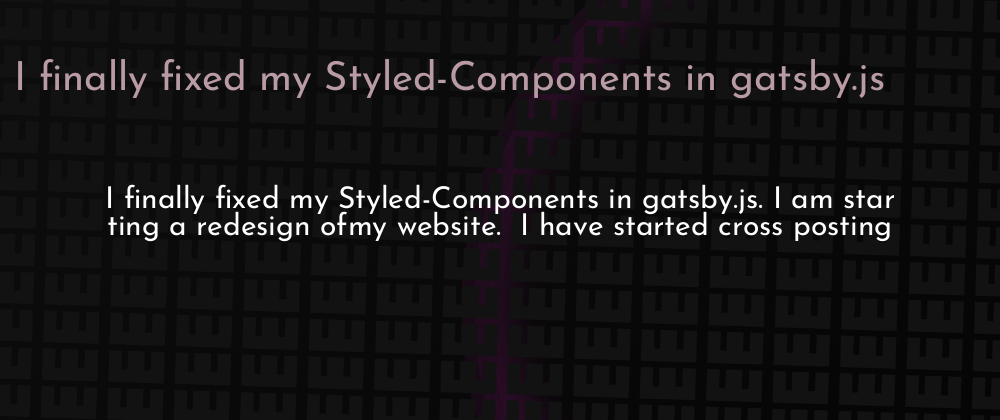 I finally fixed my Styled-Components in gatsby.js
I finally fixed my Styled-Components in gatsby.js. I am star
ting a redesign ofmy website.  I have started cross posting